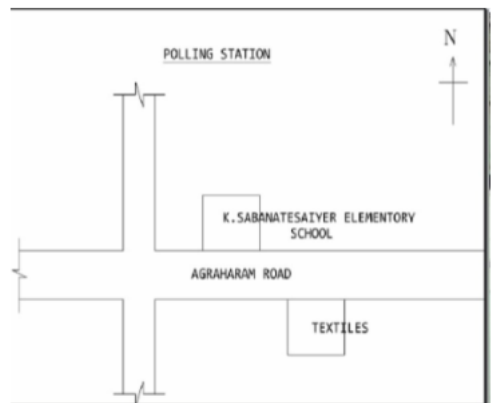 POLLING STATION
N
K.SABANATESAIYER ELEMENTORY
SCHOOL
AGRAHARAM ROAD
TEXTILES